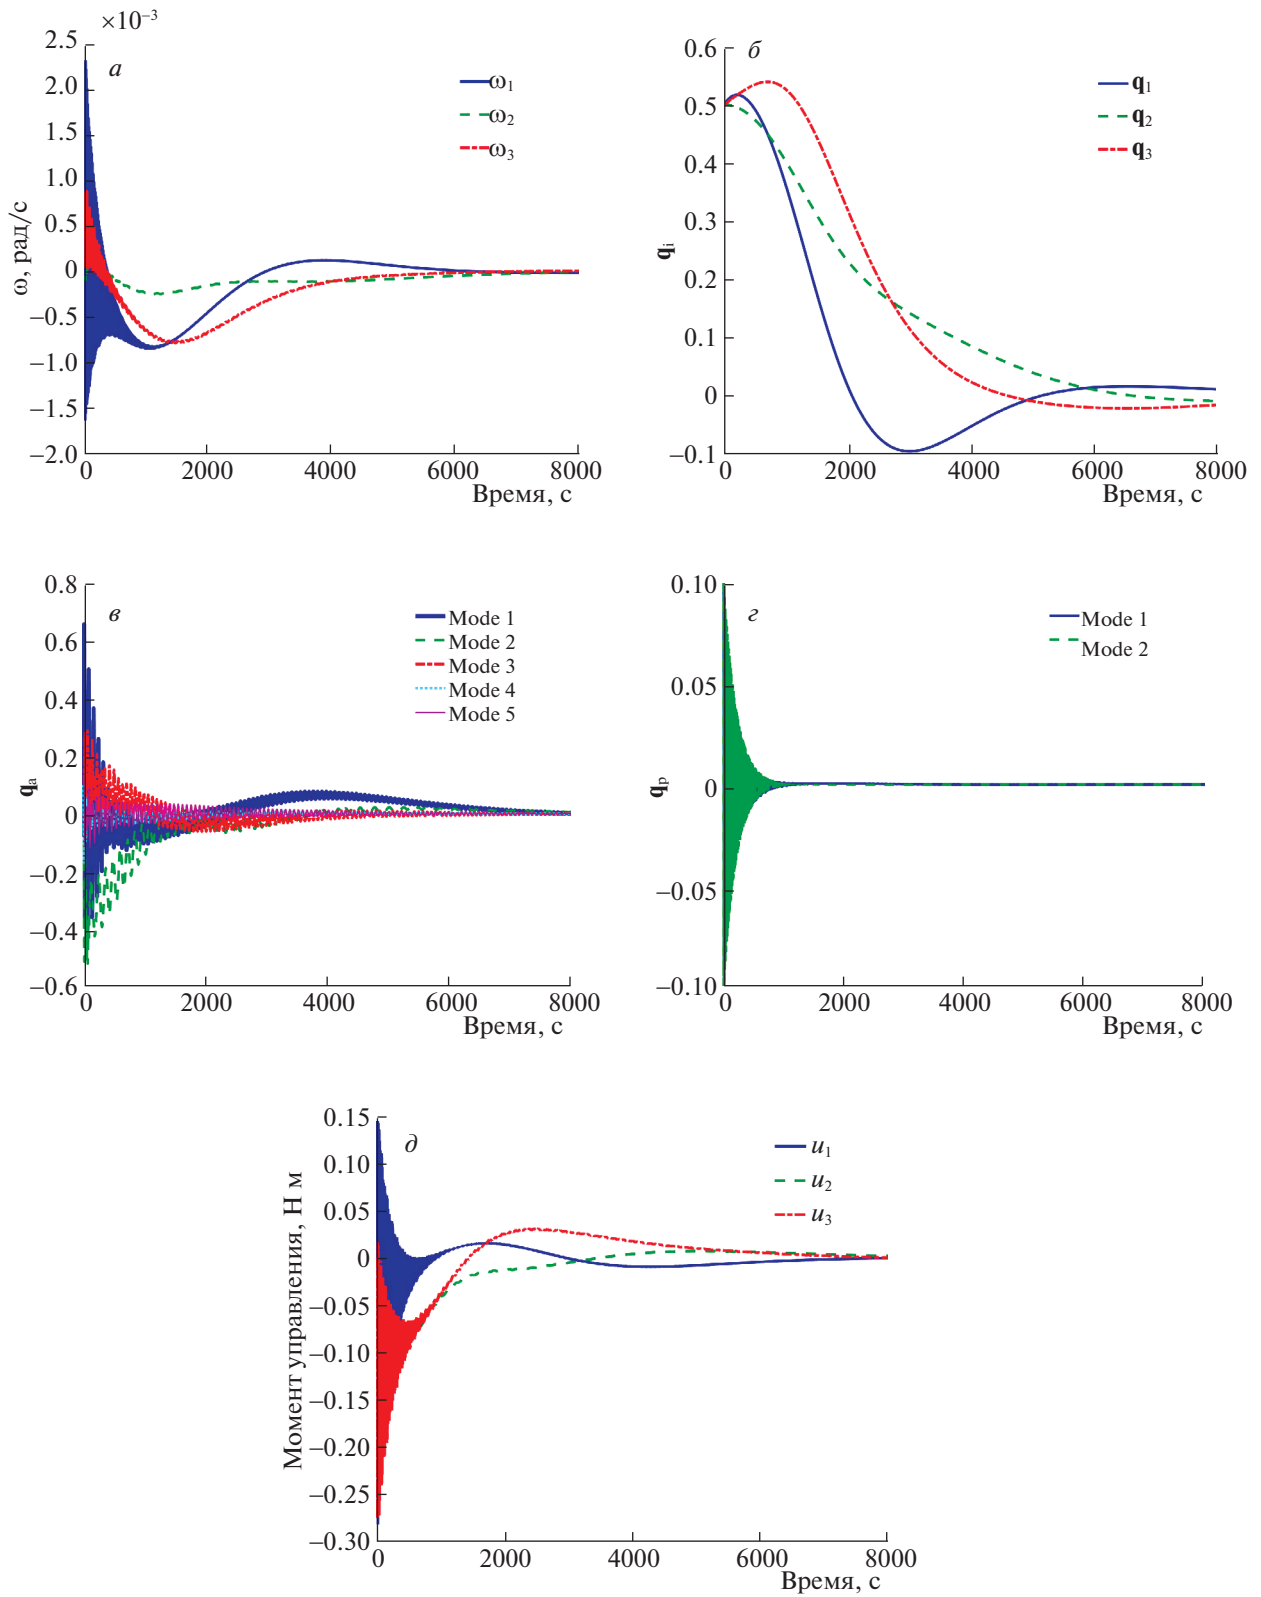 ×10⁻³
а
ω₁
ω₂
ω₃
2.5
2.0
1.5
1.0
0.5
0
–0.5
–1.0
–1.5
–2.0
ω, рад/с
0 2000 4000 6000 8000
Время, с
б
q₁
q₂
q₃
0.6
0.5
0.4
0.3
0.2
0.1
0
–0.1
qᵢ
0 2000 4000 6000 8000
Время, с
в
Mode 1
Mode 2
Mode 3
Mode 4
Mode 5
0.8
0.6
0.4
0.2
0
–0.2
–0.4
–0.6
qₐ
0 2000 4000 6000 8000
Время, с
г
Mode 1
Mode 2
0.10
0.05
0
–0.05
–0.10
qₚ
0 2000 4000 6000 8000
Время, с
д
u₁
u₂
u₃
0.15
0.10
0.05
0
–0.05
–0.10
–0.15
–0.20
–0.25
–0.30
Момент управления, Н м
0 2000 4000 6000 8000
Время, с